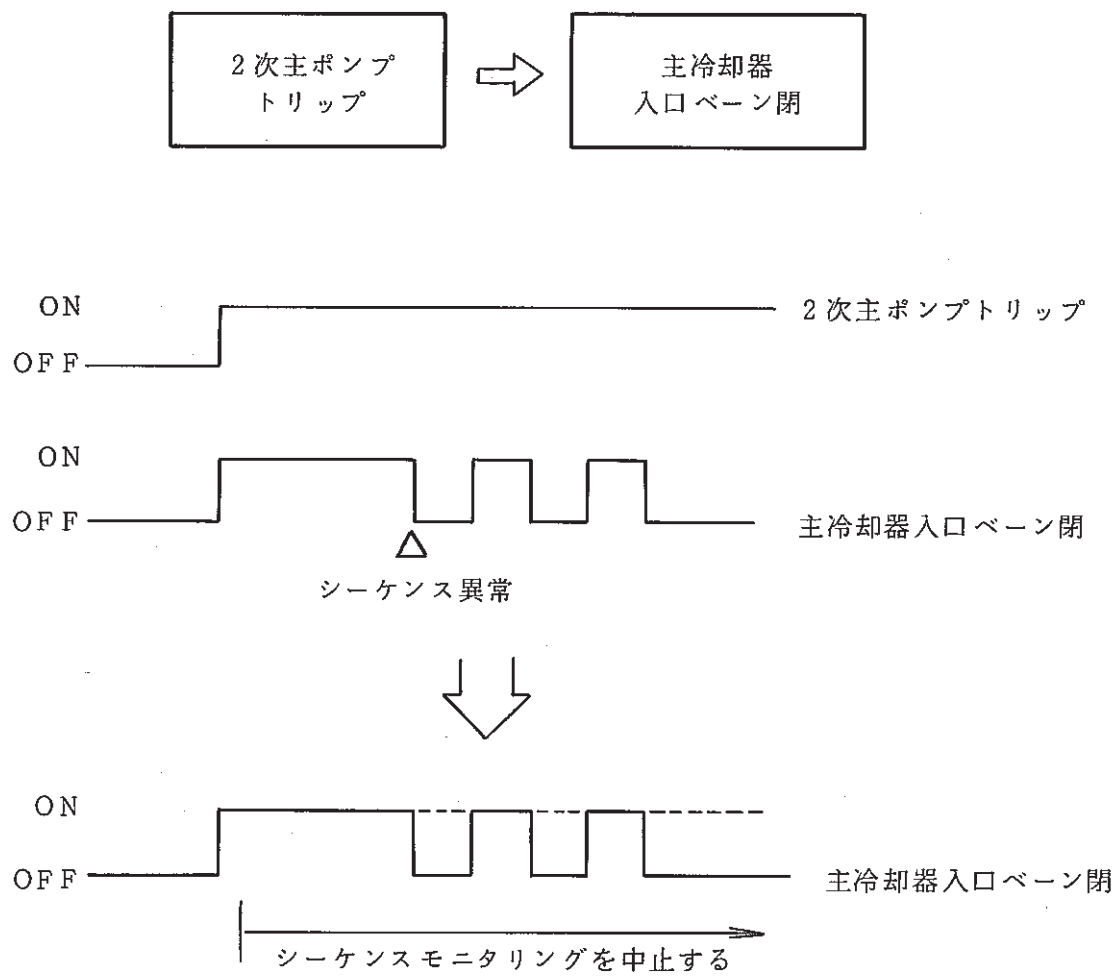 2次主ポンプ
トリップ
主冷却器
入口ベーン閉
ON
OFF
2次主ポンプトリップ
ON
OFF
主冷却器入口ベーン閉
シーケンス異常
ON
OFF
主冷却器入口ベーン閉
シーケンスモニタリングを中止する